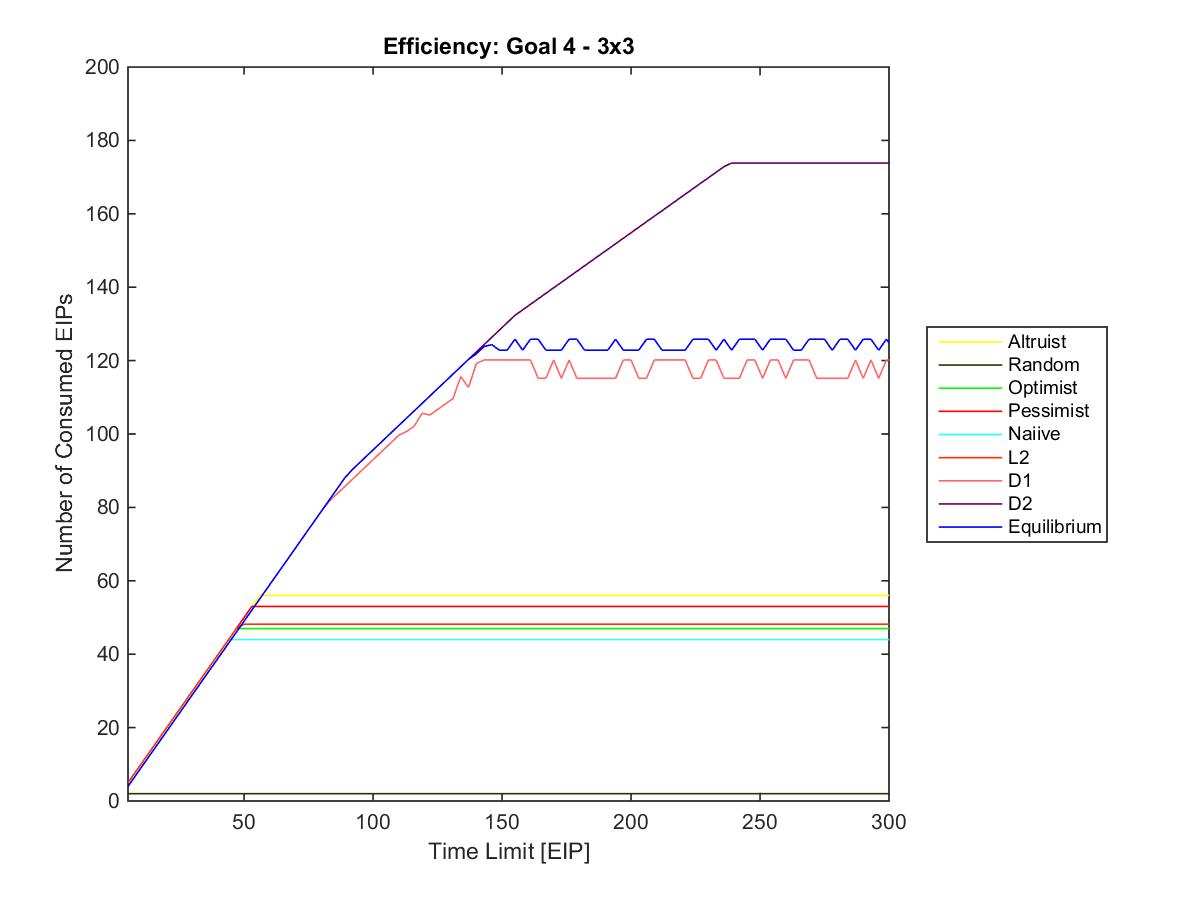 Efficiency: Goal 4 - 3x3
200
180
160
140
120
100
80
60
40
20
0
Number of Consumed EIPs
50 100 150 200 250 300
Time Limit [EIP]
Altruist
Random
Optimist
Pessimist
Naiive
L2
D1
D2
Equilibrium